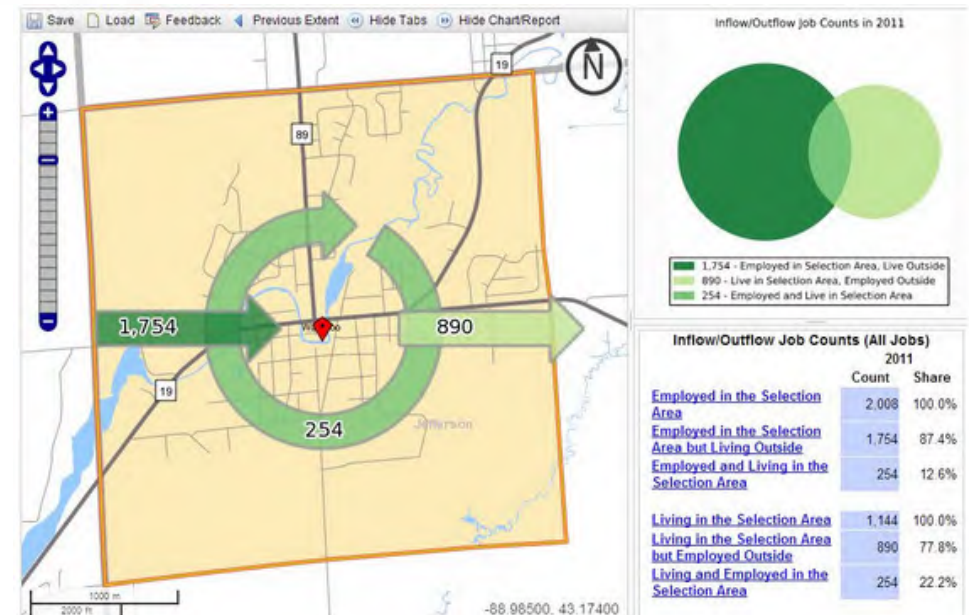 Save Load Feedback Previous Extent Hide Tabs Hide Chart/Report
19
N
89
1,754
890
19
254
Jefferson
1000 m
2000 ft
-88.98500, 43.17400
Inflow/Outflow Job Counts in 2011
1,754 - Employed in Selection Area, Live Outside
890 - Live in Selection Area, Employed Outside
254 - Employed and Live in Selection Area
Inflow/Outflow Job Counts (All Jobs)
2011
Count Share
Employed in the Selection
Area 2,008 100.0%
Employed in the Selection
Area but Living Outside 1,754 87.4%
Employed and Living in the
Selection Area 254 12.6%
Living in the Selection Area 1,144 100.0%
Living in the Selection Area
but Employed Outside 890 77.8%
Living and Employed in the
Selection Area 254 22.2%